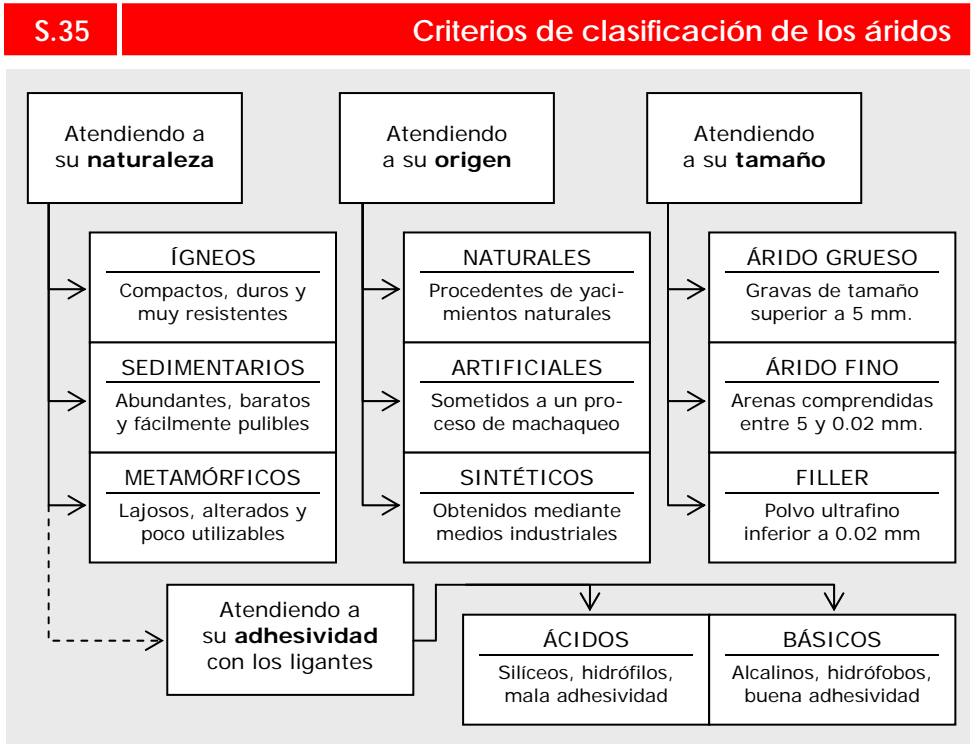 S.35
Criterios de clasificación de los áridos
Atendiendo a
su naturaleza
ÍGNEOS
Compactos, duros y
muy resistentes
SEDIMENTARIOS
Abundantes, baratos
y fácilmente pulibles
METAMÓRFICOS
Lajosos, alterados y
poco utilizables
Atendiendo
a su origen
NATURALES
Procedentes de yaci-
mientos naturales
ARTIFICIALES
Sometidos a un pro-
ceso de machaqueo
SINTÉTICOS
Obtenidos mediante
medios industriales
Atendiendo
a su tamaño
ÁRIDO GRUESO
Gravas de tamaño
superior a 5 mm.
ÁRIDO FINO
Arenas comprendidas
entre 5 y 0.02 mm.
FILLER
Polvo ultrafino
inferior a 0.02 mm
Atendiendo a
su adhesividad
con los ligantes
ÁCIDOS
Silíceos, hidrófilos,
mala adhesividad
BÁSICOS
Alcalinos, hidrófobos,
buena adhesividad